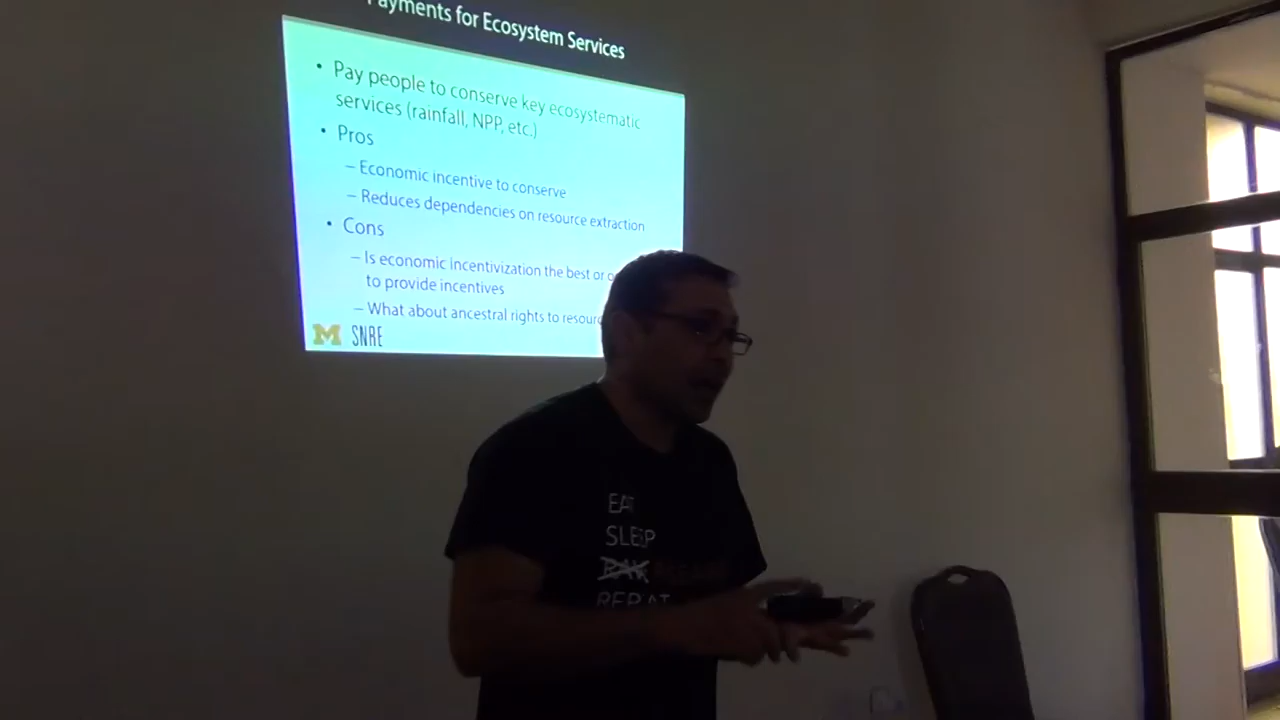 Payments for Ecosystem Services
• Pay people to conserve key ecosystematic
services (rainfall, NPP, etc.)
• Pros
– Economic incentive to conserve
– Reduces dependencies on resource extraction
• Cons
– Is economic incentivization the best or
to provide incentives
– What about ancestral rights to
M SNRE
EAT
SLEEP
REPEAT